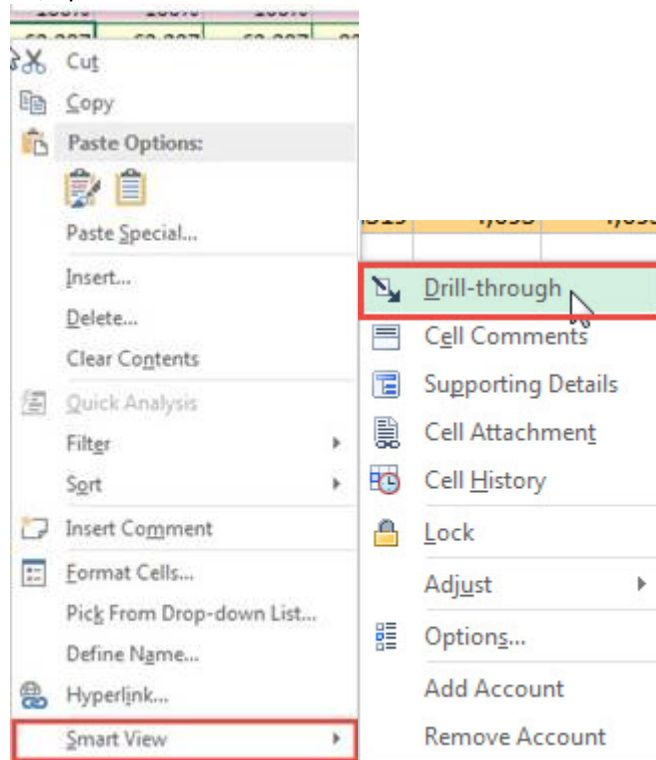 Cut
Copy
Paste Options:
Paste Special...
Insert...
Delete...
Clear Contents
Quick Analysis
Filter
Sort
Insert Comment
Format Cells...
Pick From Drop-down List...
Define Name...
Hyperlink...
Smart View
Drill-through
Cell Comments
Supporting Details
Cell Attachment
Cell History
Lock
Adjust
Options...
Add Account
Remove Account